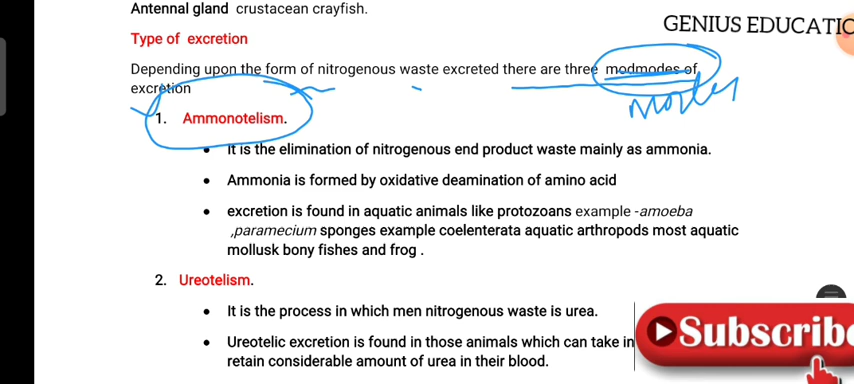 Antennal gland crustacean crayfish.
GENIUS EDUCATIO
Type of excretion
Depending upon the form of nitrogenous waste excreted there are three modmodes of
excretion
modes
1. Ammonotelism.
• It is the elimination of nitrogenous end product waste mainly as ammonia.
• Ammonia is formed by oxidative deamination of amino acid
• excretion is found in aquatic animals like protozoans example -amoeba
,paramecium sponges example coelenterata aquatic arthropods most aquatic
mollusk bony fishes and frog .
2. Ureotelism.
• It is the process in which men nitrogenous waste is urea.
• Ureotelic excretion is found in those animals which can take in
retain considerable amount of urea in their blood.
Subscribe